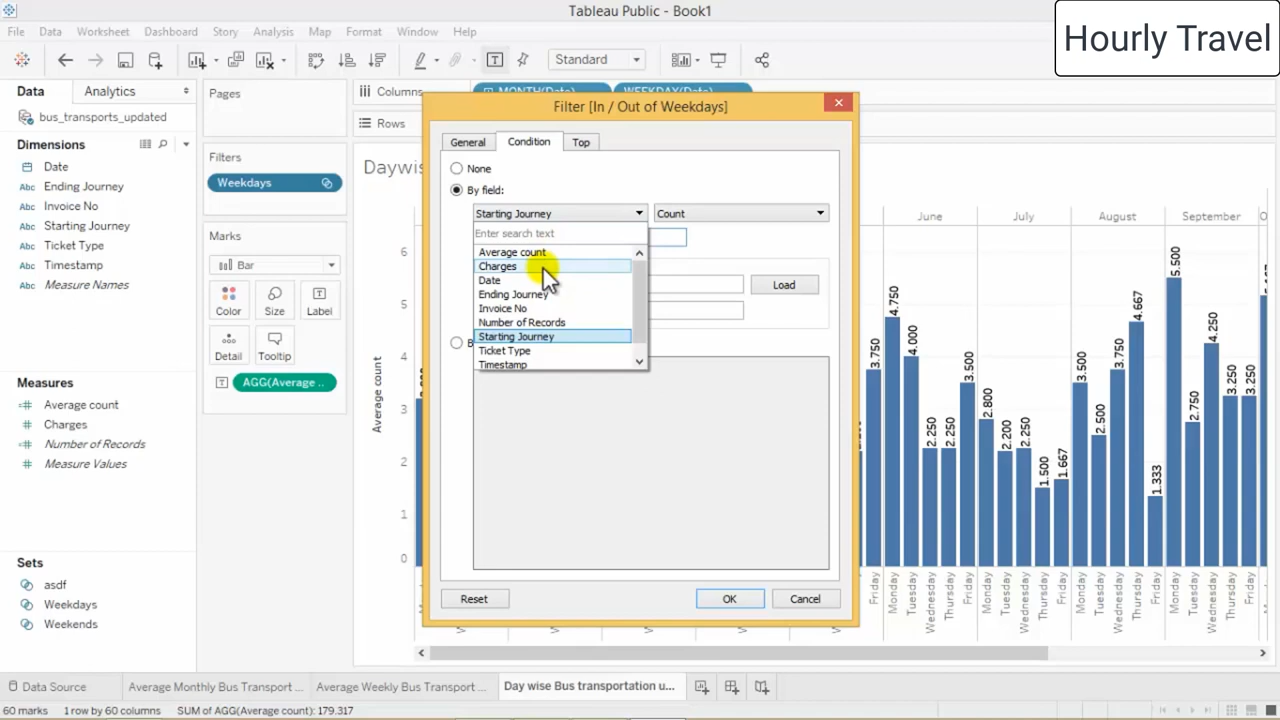 Tableau Public - Book1
Hourly Travel
File Data Worksheet Dashboard Story Analysis Map Format Window Help
Standard
Data Analytics
bus_transports_updated
Dimensions
Date
Abc Ending Journey
Abc Invoice No
Abc Starting Journey
Abc Ticket Type
Abc Timestamp
Abc Measure Names
Measures
Average count
Charges
Number of Records
Measure Values
Sets
asdf
Weekdays
Weekends
Pages
Filters
Weekdays
Marks
Bar
Color Size Label
Detail Tooltip
AGG(Average ..
Columns
MONTH(Date) WEEKDAY(Date)
Rows
Daywis
Filter [In / Out of Weekdays]
General Condition Top
None
By field:
Starting Journey Count
Enter search text
Average count
Charges
Date
Ending Journey
Invoice No
Number of Records
Starting Journey
Ticket Type
Timestamp
Load
Reset OK Cancel
June July August September
Average count
6
5
4
3
2
1
0
3.750 4.750 4.000 2.250 2.250 3.500 2.800 2.200 2.250 1.500 1.667 3.500 2.500 3.750 4.667 1.333 5.500 2.750 4.250 3.250 3.250
Friday Monday Tuesday Wednesday Thursday Friday Monday Tuesday Wednesday Thursday Friday Monday Tuesday Wednesday Thursday Friday Monday Tuesday Wednesday Thursday Friday
Data Source Average Monthly Bus Transport ... Average Weekly Bus Transport ... Day wise Bus transportation u...
60 marks 1 row by 60 columns SUM of AGG(Average count): 179.317